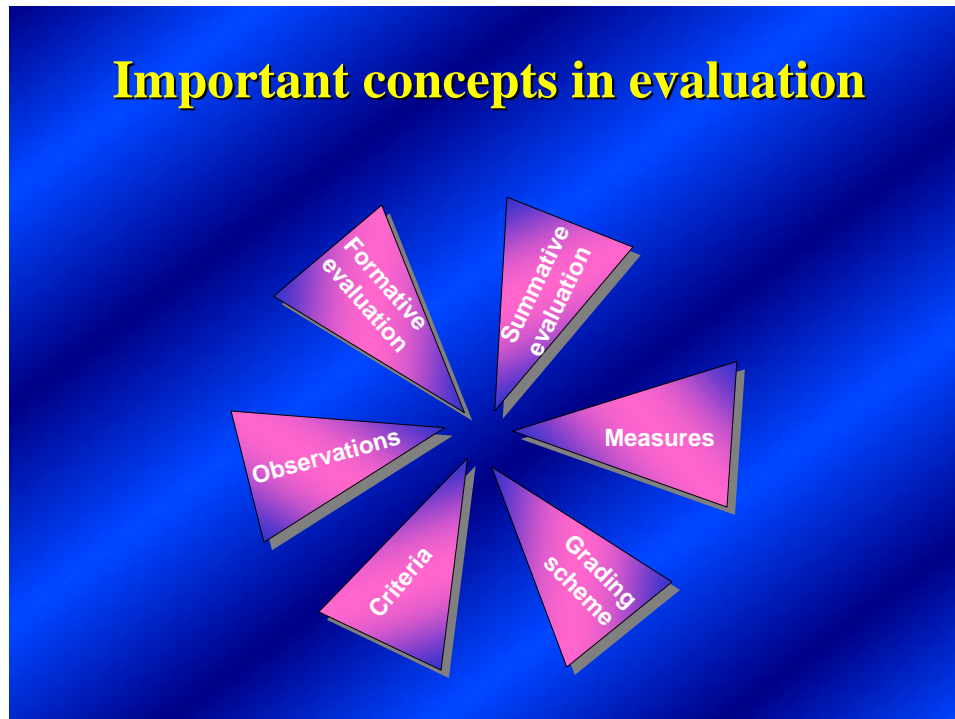 Important concepts in evaluation
Formative
evaluation
Summative
evaluation
Measures
Grading
scheme
Criteria
Observations